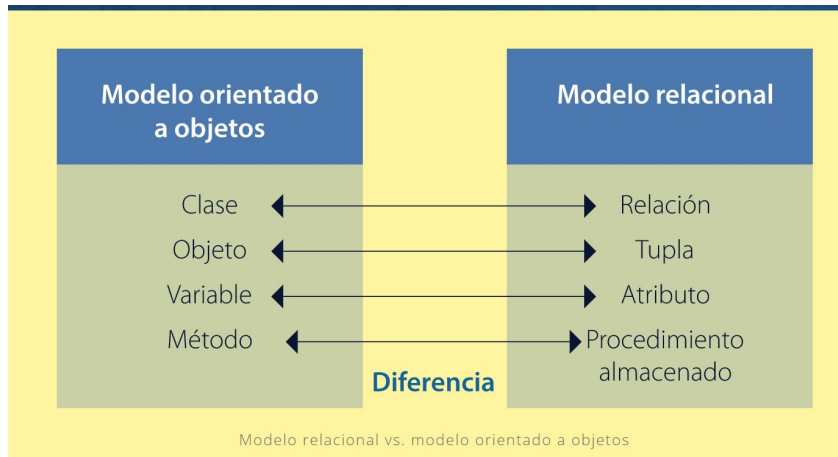 Modelo orientado
a objetos
Modelo relacional
Clase
Relación
Objeto
Tupla
Variable
Atributo
Método
Procedimiento
almacenado
Diferencia
Modelo relacional vs. modelo orientado a objetos